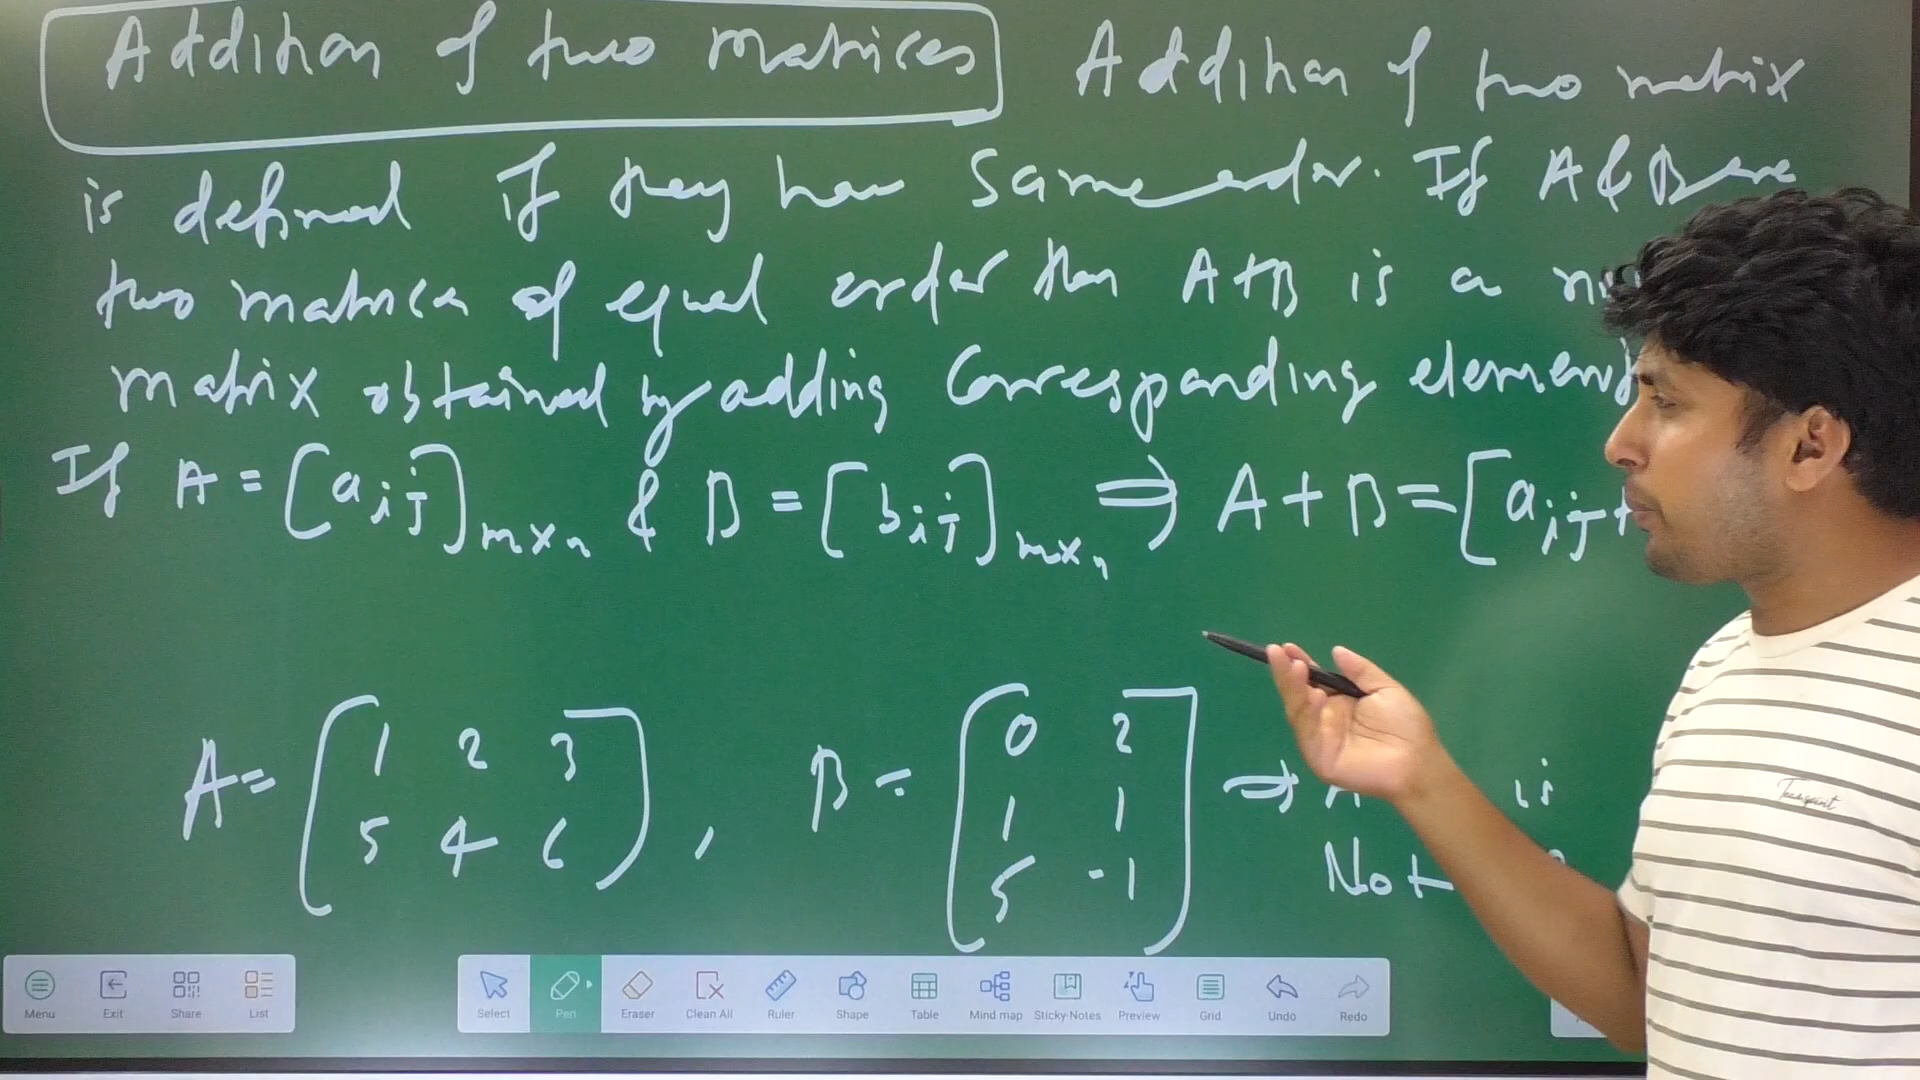 Addition of two matrices
Addition of two matrix
is defined if they have same order. If A & B are
two matrices of equal order then A+B is a
matrix obtained by adding corresponding elements
If A = [aij]m×n & B = [bij]m×n ⇒ A + B = [aij +
A = [1 2 3
5 4 6] , B = [0 2
1 1
5 -1] ⇒ A is
Not
Menu Exit Share List Select Pen Eraser Clean All Ruler Shape Table Mind map Sticky Notes Preview Grid Undo Redo